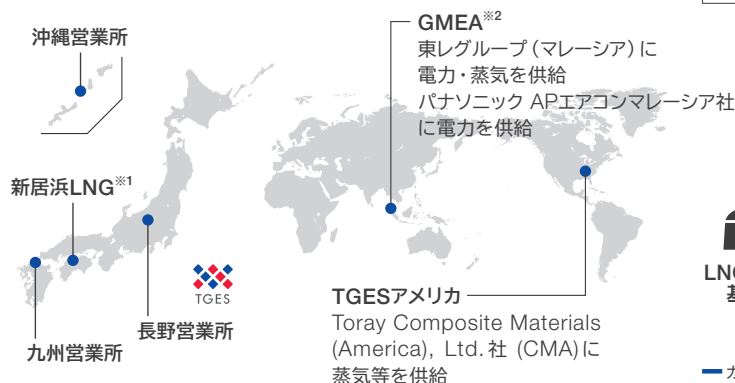 沖縄営業所
GMEA※2
東レグループ（マレーシア）に
電力・蒸気を供給
パナソニック APエアコンマレーシア社
に電力を供給
新居浜LNG※1
TGES
長野営業所
九州営業所
TGESアメリカ
Toray Composite Materials
(America), Ltd.社 (CMA)に
蒸気等を供給
LNG
基